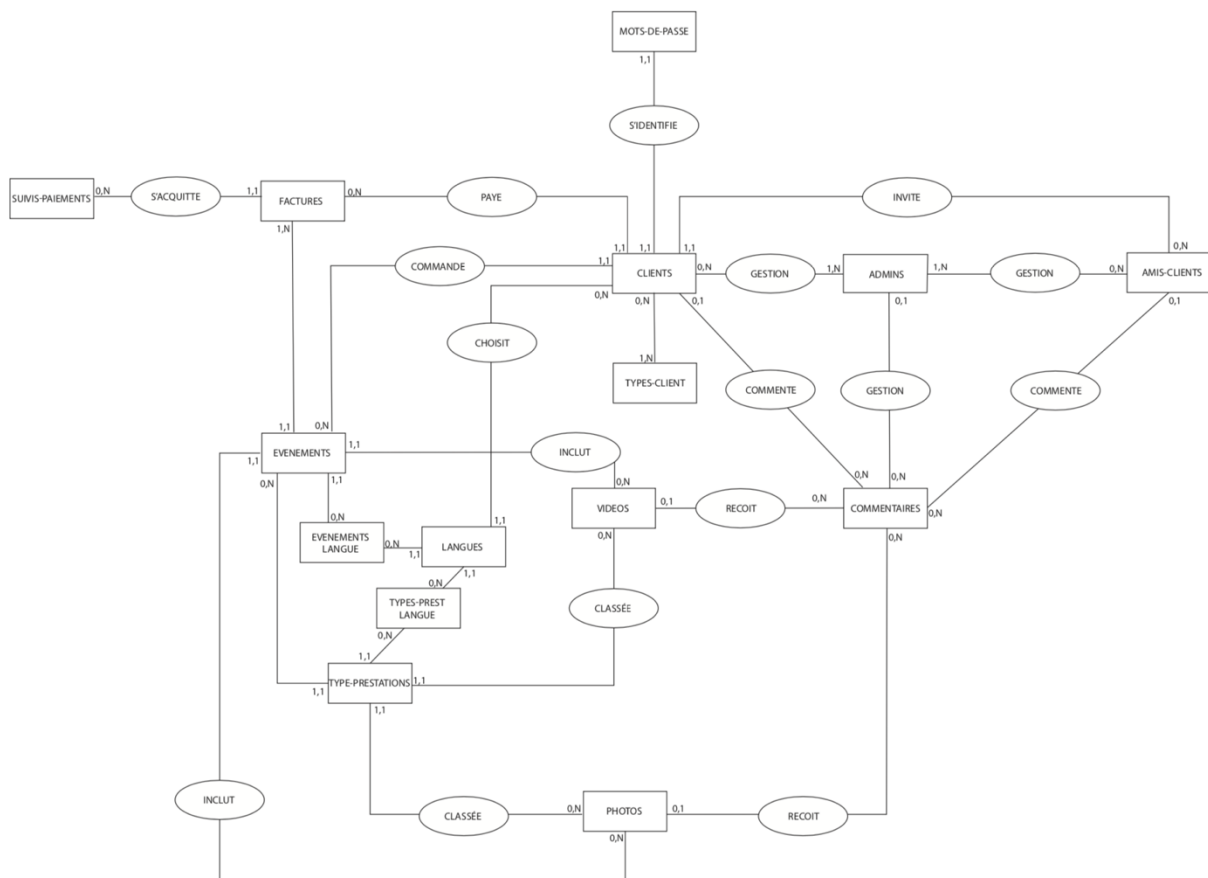 MOTS-DE-PASSE
1,1
S'IDENTIFIE
SUIVIS-PAIEMENTS
0,N
S'ACQUITTE
1,1
FACTURES
0,N
PAYE
INVITE
1,N
1,1
1,1
1,1
0,N
COMMANDE
1,1
CLIENTS
0,N
GESTION
1,N
ADMINS
1,N
GESTION
0,N
AMIS-CLIENTS
0,N
0,N
0,1
0,1
0,1
CHOISIT
1,N
TYPES-CLIENT
COMMENTE
GESTION
COMMENTE
1,1
0,N
EVENEMENTS
1,1
1,1
INCLUT
0,N
1,1
0,N
0,N
0,N
VIDEOS
0,1
RECOIT
0,N
COMMENTAIRES
0,N
0,N
0,N
0,N
1,1
EVENEMENTS
LANGUE
0,N
1,1
LANGUES
1,1
0,N
TYPES-PREST
LANGUE
0,N
CLASSÉE
1,1
TYPE-PRESTATIONS
1,1
1,1
1,1
INCLUT
CLASSÉE
0,N
PHOTOS
0,1
RECOIT
0,N